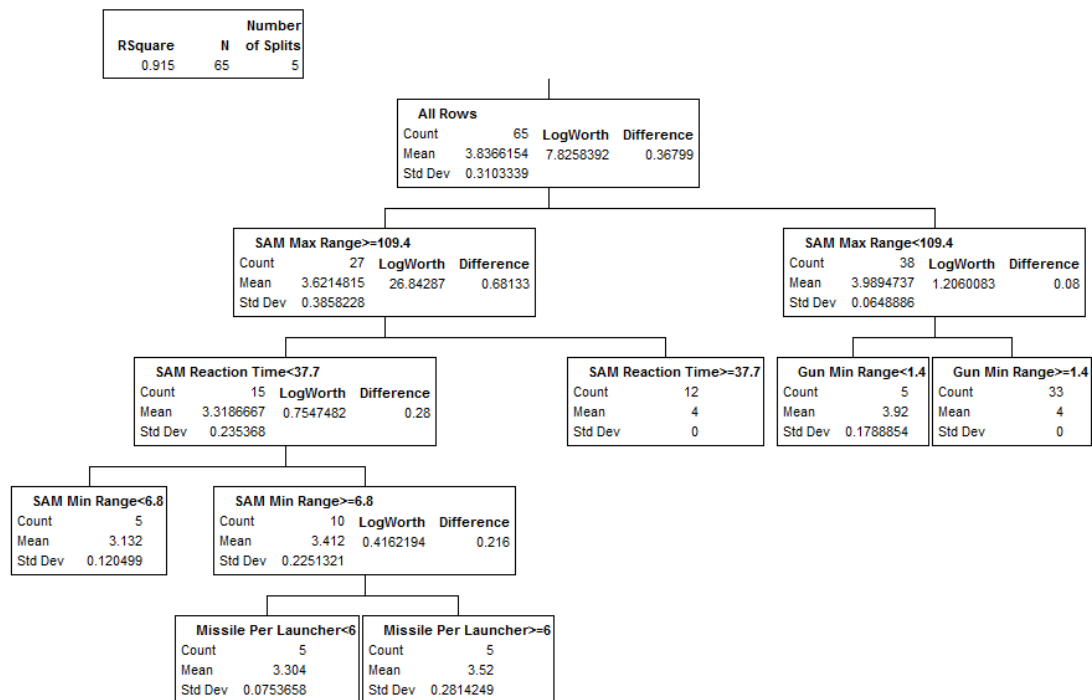 Number
RSquare N of Splits
0.915 65 5
All Rows
Count 65 LogWorth Difference
Mean 3.8366154 7.8258392 0.36799
Std Dev 0.3103339
SAM Max Range>=109.4
Count 27 LogWorth Difference
Mean 3.6214815 26.84287 0.68133
Std Dev 0.3858228
SAM Max Range<109.4
Count 38 LogWorth Difference
Mean 3.9894737 1.2060083 0.08
Std Dev 0.0648886
SAM Reaction Time<37.7
Count 15 LogWorth Difference
Mean 3.3186667 0.7547482 0.28
Std Dev 0.235368
SAM Reaction Time>=37.7
Count 12
Mean 4
Std Dev 0
Gun Min Range<1.4
Count 5
Mean 3.92
Std Dev 0.1788854
Gun Min Range>=1.4
Count 33
Mean 4
Std Dev 0
SAM Min Range<6.8
Count 5
Mean 3.132
Std Dev 0.120499
SAM Min Range>=6.8
Count 10 LogWorth Difference
Mean 3.412 0.4162194 0.216
Std Dev 0.2251321
Missile Per Launcher<6
Count 5
Mean 3.304
Std Dev 0.0753658
Missile Per Launcher>=6
Count 5
Mean 3.52
Std Dev 0.2814249